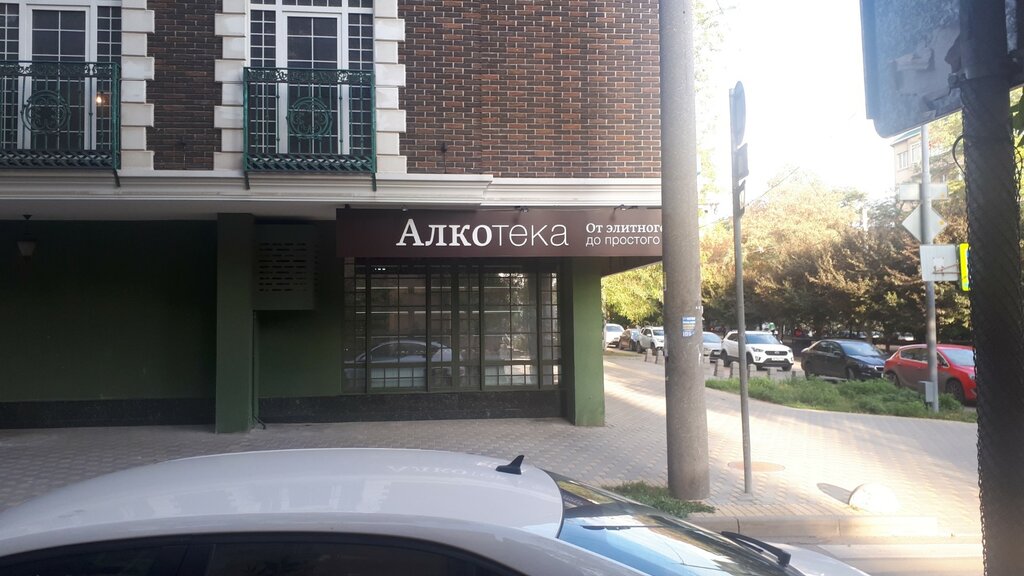 Алкотека
От элитного
до простого